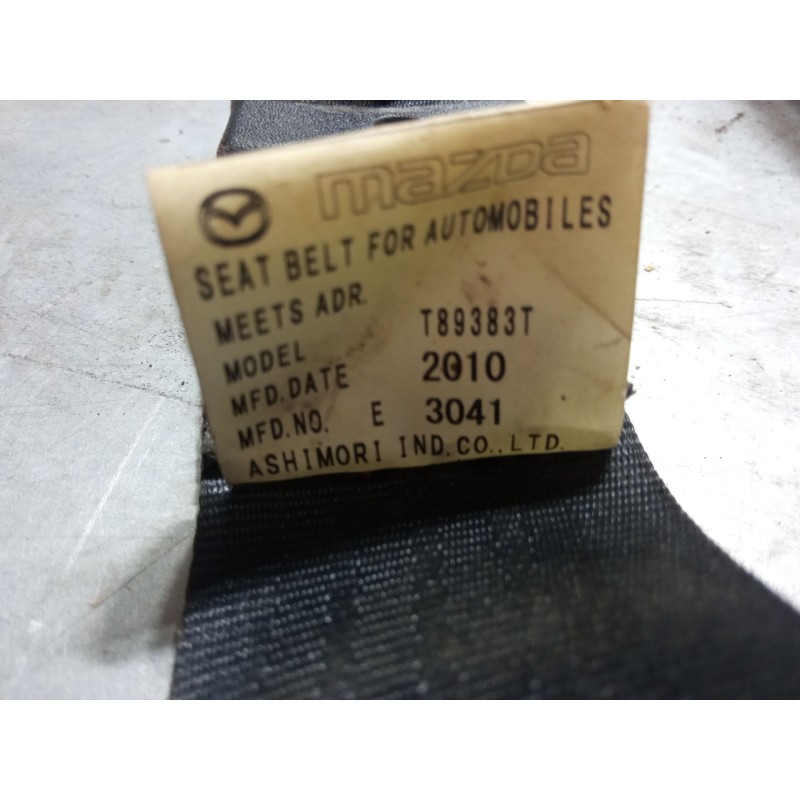 mazda
SEAT BELT FOR AUTOMOBILES
MEETS ADR.
MODEL T89383T
MFD.DATE 2010
MFD.NO. E 3041
ASHIMORI IND.CO.,LTD.